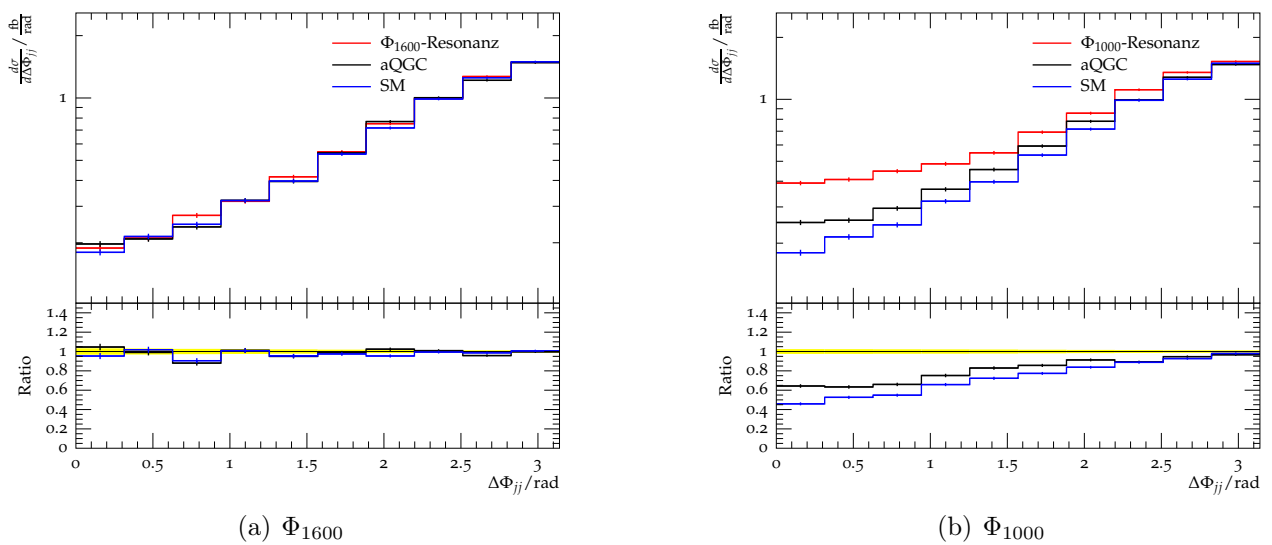 dσ/dΔΦjj / fb/rad
Φ1600-Resonanz
aQGC
SM
1
Ratio
1.4
1.2
1
0.8
0.6
0.4
0.2
0
0 0.5 1 1.5 2 2.5 3
ΔΦjj/rad
(a) Φ1600
dσ/dΔΦjj / fb/rad
Φ1000-Resonanz
aQGC
SM
1
Ratio
1.4
1.2
1
0.8
0.6
0.4
0.2
0
0 0.5 1 1.5 2 2.5 3
ΔΦjj/rad
(b) Φ1000